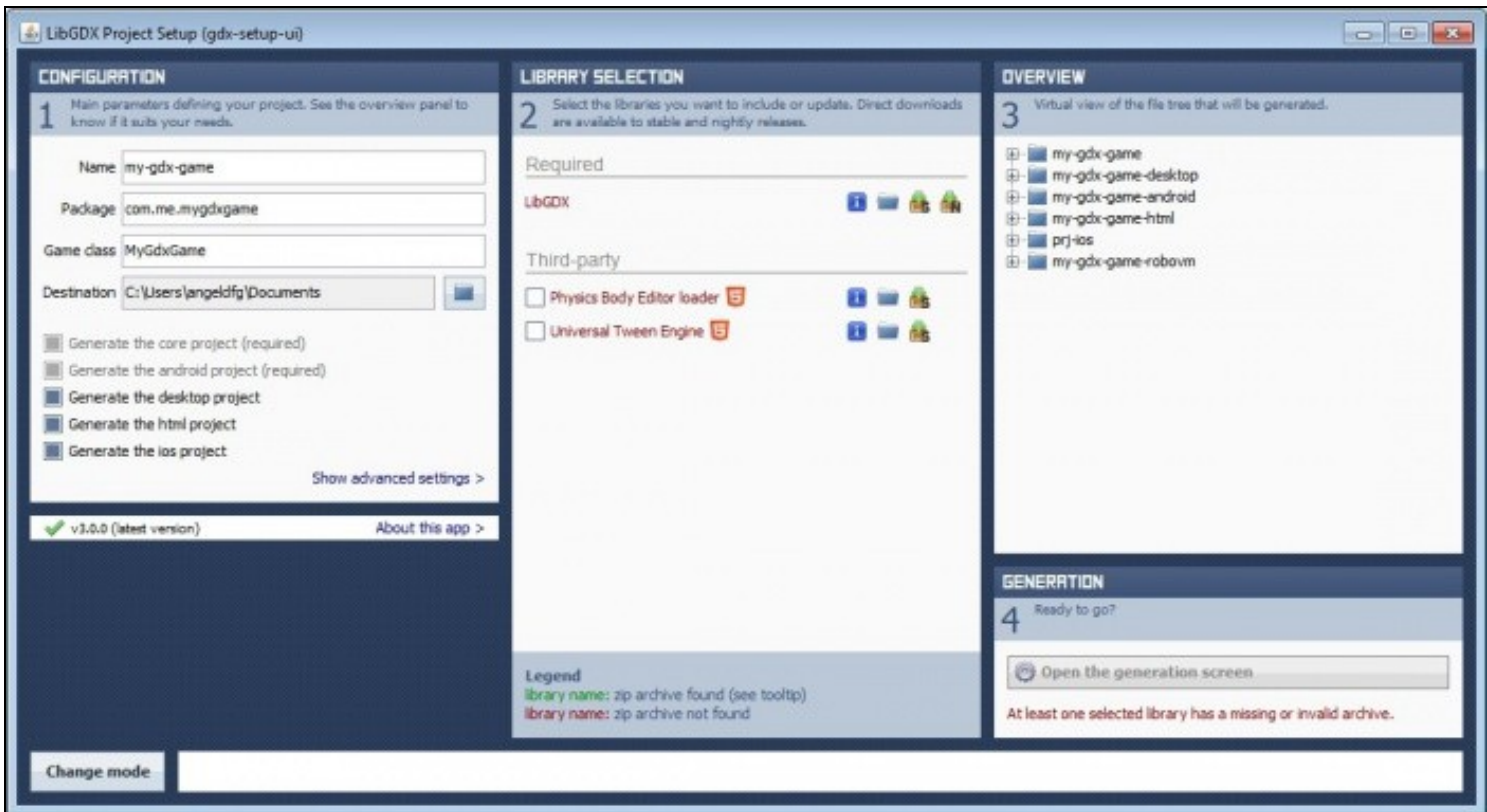 LibGDX Project Setup (gdx-setup-ui)
CONFIGURATION
1
Main parameters defining your project. See the overview panel to
know if it suits your needs.
Name my-gdx-game
Package com.me.mygdxgame
Game class MyGdxGame
Destination C:\Users\angeldfg\Documents
Generate the core project (required)
Generate the android project (required)
Generate the desktop project
Generate the html project
Generate the ios project
Show advanced settings >
v3.0.0 (latest version) About this app >
LIBRARY SELECTION
2
Select the libraries you want to include or update. Direct downloads
are available to stable and nightly releases.
Required
LibGDX
Third-party
Physics Body Editor loader
Universal Tween Engine
Legend
library name: zip archive found (see tooltip)
library name: zip archive not found
OVERVIEW
3
Virtual view of the file tree that will be generated.
my-gdx-game
my-gdx-game-desktop
my-gdx-game-android
my-gdx-game-html
prj-ios
my-gdx-game-robovm
GENERATION
4
Ready to go?
Open the generation screen
At least one selected library has a missing or invalid archive.
Change mode